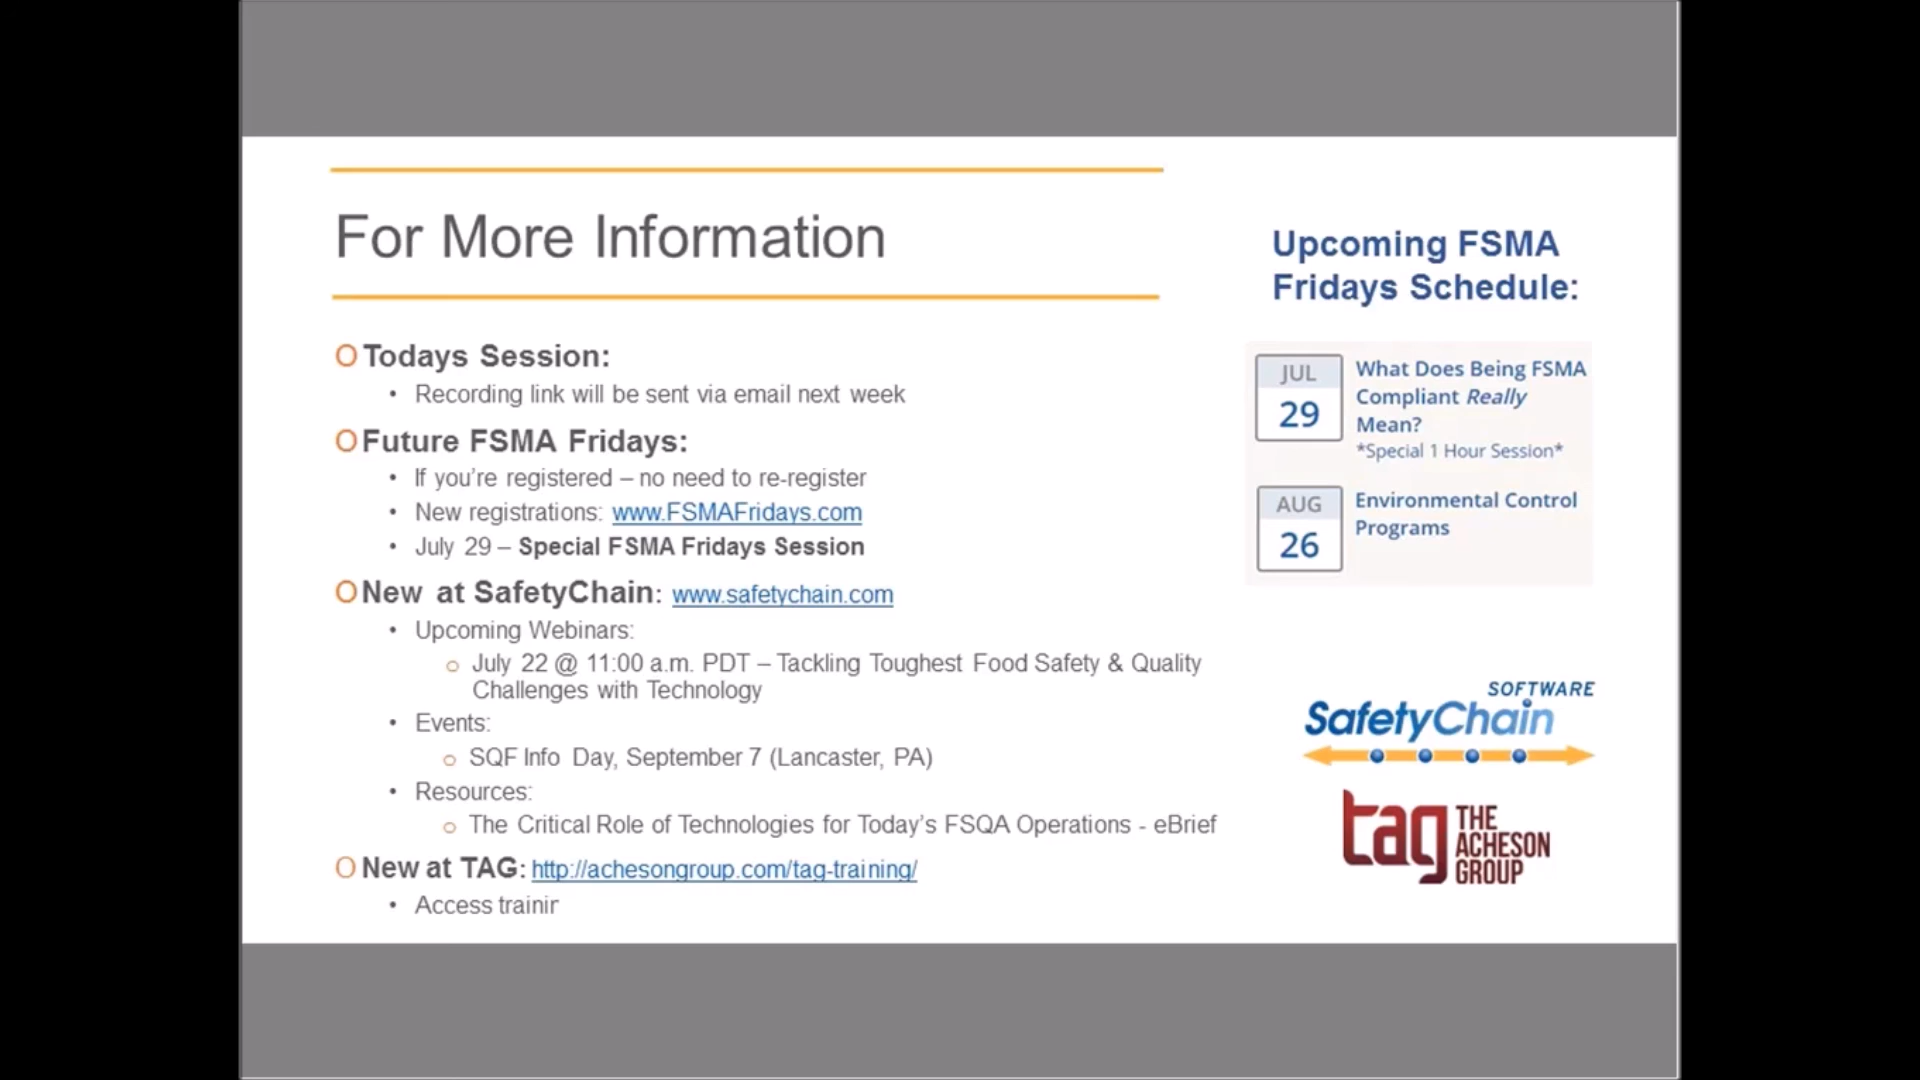 For More Information
O Todays Session:
• Recording link will be sent via email next week
O Future FSMA Fridays:
• If you're registered – no need to re-register
• New registrations: www.FSMAFridays.com
• July 29 – Special FSMA Fridays Session
O New at SafetyChain: www.safetychain.com
• Upcoming Webinars:
o July 22 @ 11:00 a.m. PDT – Tackling Toughest Food Safety & Quality
Challenges with Technology
• Events:
o SQF Info Day, September 7 (Lancaster, PA)
• Resources:
o The Critical Role of Technologies for Today's FSQA Operations - eBrief
O New at TAG: http://achesongroup.com/tag-training/
• Access
Upcoming FSMA
Fridays Schedule:
JUL
29
What Does Being FSMA
Compliant Really
Mean?
*Special 1 Hour Session*
AUG
26
Environmental Control
Programs
SOFTWARE
SafetyChain
tag THE
ACHESON
GROUP